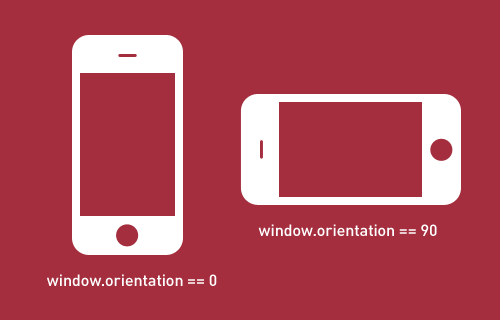 window.orientation == 0
window.orientation == 90